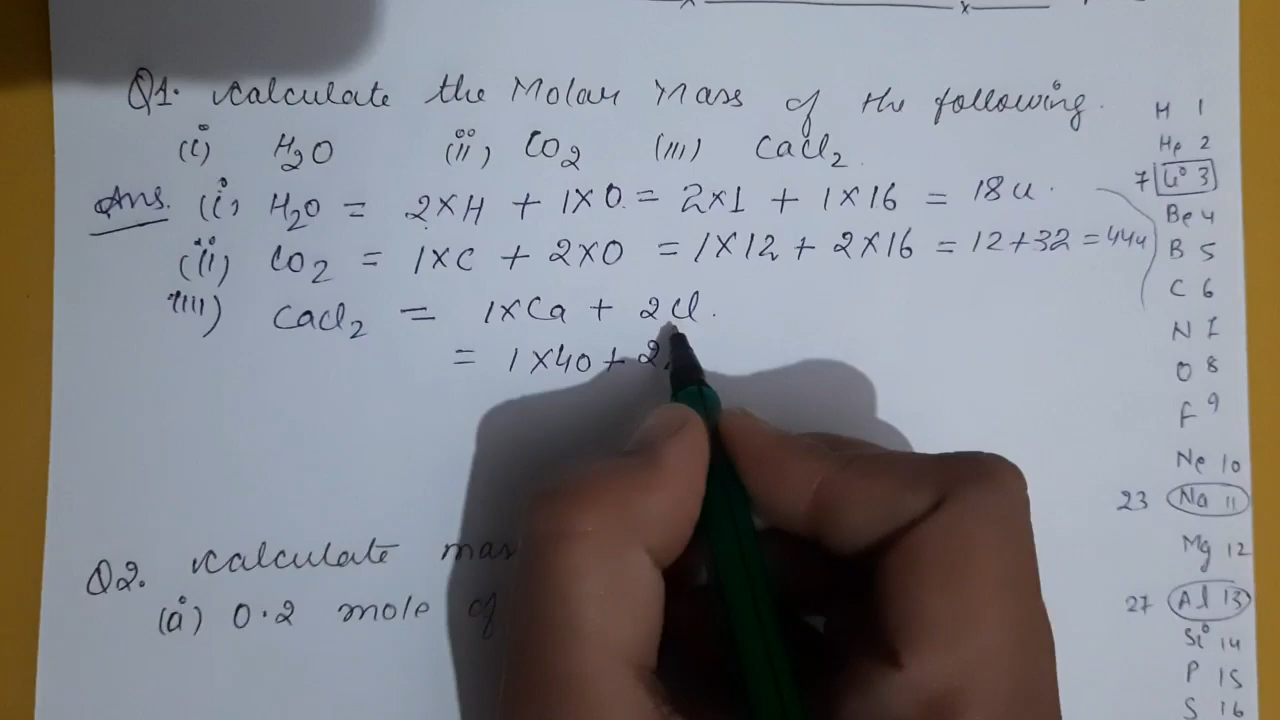 Q1. Calculate the Molar Mass of the following.
(i) H2O (ii) CO2 (iii) CaCl2.
Ans. (i) H2O = 2×H + 1×O = 2×1 + 1×16 = 18u.
(ii) CO2 = 1×C + 2×O = 1×12 + 2×16 = 12+32 = 44u
(iii) CaCl2 = 1×Ca + 2Cl.
= 1×40 + 2
Q2. Calculate mas
(a) 0.2 mole of
H 1
He 2
7 Li 3
Be 4
B 5
C 6
N 7
O 8
F 9
Ne 10
23 Na 11
Mg 12
27 Al 13
Si 14
P 15
S 16